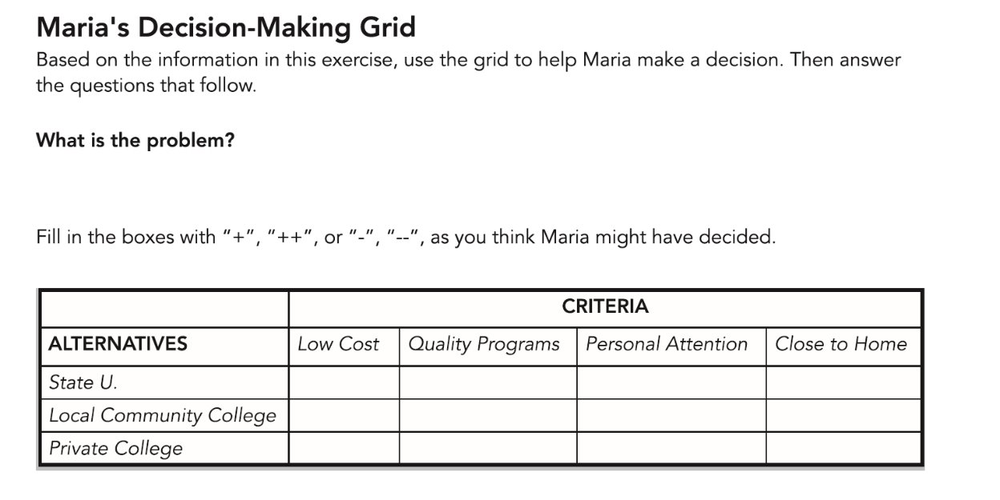 Maria's Decision-Making Grid
Based on the information in this exercise, use the grid to help Maria make a decision. Then answer
the questions that follow.
What is the problem?
Fill in the boxes with “+”, “++”, or “-”, “--”, as you think Maria might have decided.
CRITERIA
ALTERNATIVES Low Cost Quality Programs Personal Attention Close to Home
State U.
Local Community College
Private College